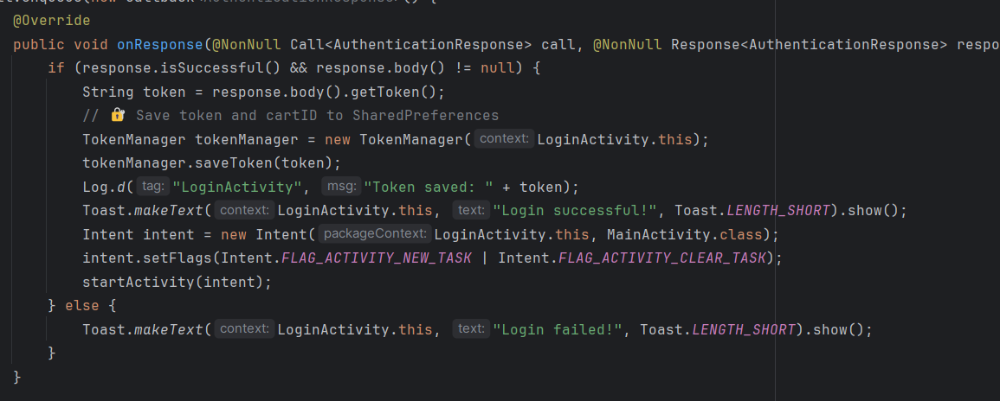 @Override
public void onResponse(@NonNull Call<AuthenticationResponse> call, @NonNull Response<AuthenticationResponse> respo
if (response.isSuccessful() && response.body() != null) {
String token = response.body().getToken();
// 🔐 Save token and cartID to SharedPreferences
TokenManager tokenManager = new TokenManager( context: LoginActivity.this);
tokenManager.saveToken(token);
Log.d( tag: "LoginActivity", msg: "Token saved: " + token);
Toast.makeText( context: LoginActivity.this, text: "Login successful!", Toast.LENGTH_SHORT).show();
Intent intent = new Intent( packageContext: LoginActivity.this, MainActivity.class);
intent.setFlags(Intent.FLAG_ACTIVITY_NEW_TASK | Intent.FLAG_ACTIVITY_CLEAR_TASK);
startActivity(intent);
} else {
Toast.makeText( context: LoginActivity.this, text: "Login failed!", Toast.LENGTH_SHORT).show();
}
}